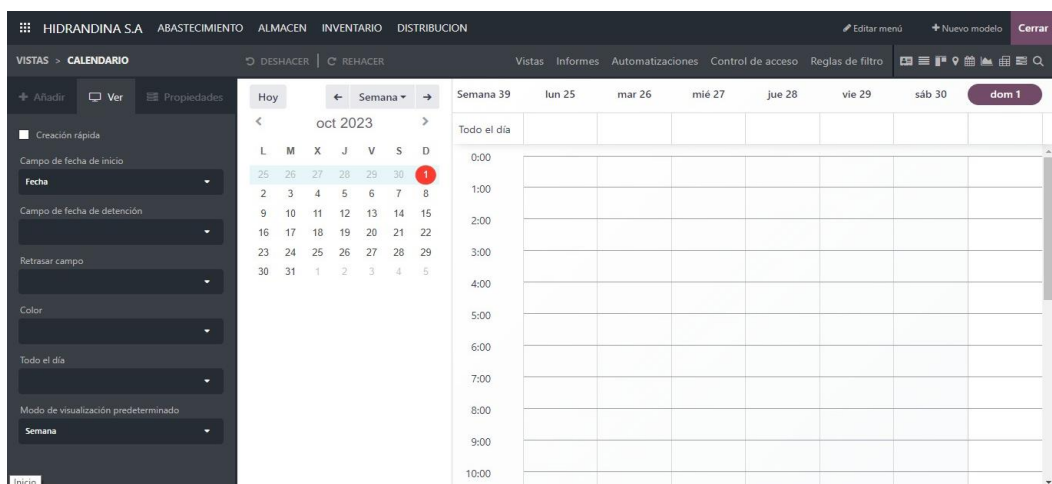 HIDRANDINA S.A ABASTECIMIENTO ALMACEN INVENTARIO DISTRIBUCION Editar menú +Nuevo modelo Cerrar
VISTAS > CALENDARIO DESHACER REHACER Vistas Informes Automatizaciones Control de acceso Reglas de filtro
+ Añadir Ver Propiedades
Creación rápida
Campo de fecha de inicio
Fecha
Campo de fecha de detención
Retrasar campo
Color
Todo el día
Modo de visualización predeterminado
Semana
Inicio
Hoy ← Semana →
< oct 2023 >
L M X J V S D
25 26 27 28 29 30 1
2 3 4 5 6 7 8
9 10 11 12 13 14 15
16 17 18 19 20 21 22
23 24 25 26 27 28 29
30 31 1 2 3 4 5
Semana 39 lun 25 mar 26 mié 27 jue 28 vie 29 sáb 30 dom 1
Todo el día
0:00
1:00
2:00
3:00
4:00
5:00
6:00
7:00
8:00
9:00
10:00